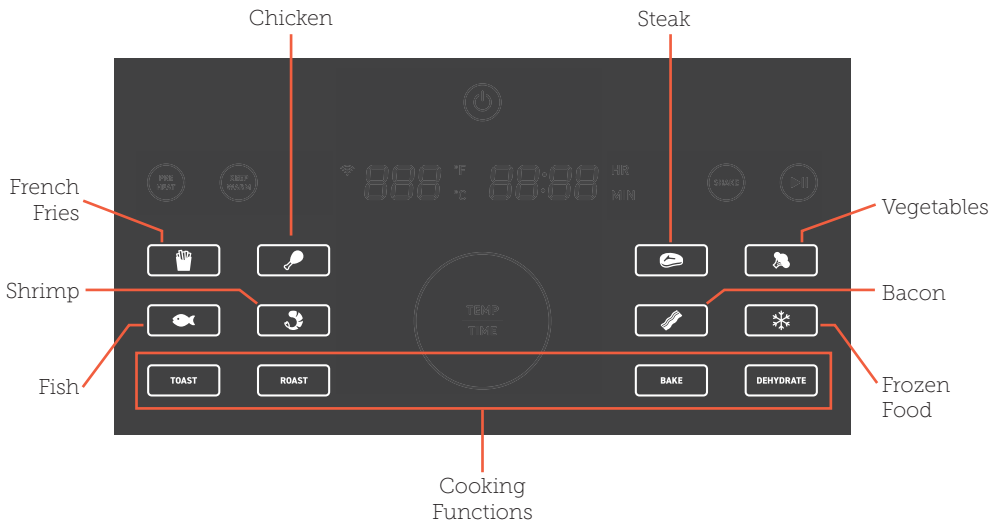 Chicken
Steak
PRE
HEAT
KEEP
WARM
°F
°C
HR
MIN
SHAKE
French
Fries
Vegetables
Shrimp
TEMP
TIME
Bacon
Fish
TOAST
ROAST
BAKE
DEHYDRATE
Frozen
Food
Cooking
Functions